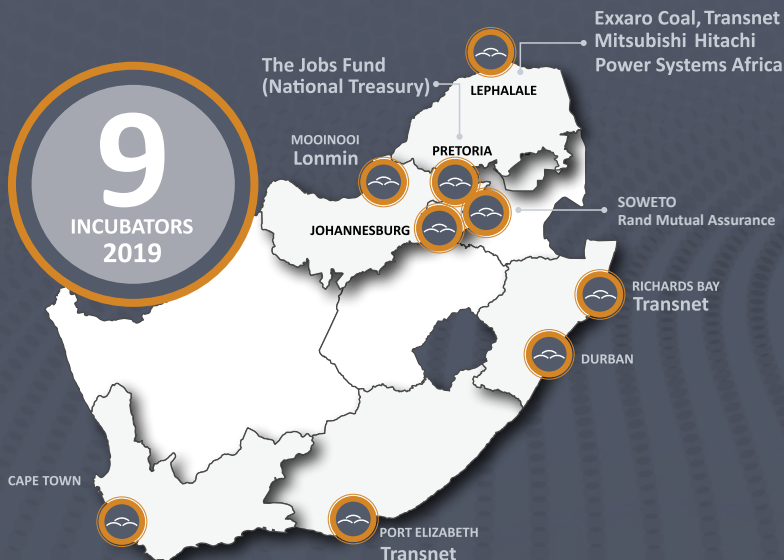 Exxaro Coal, Transnet
Mitsubishi Hitachi
Power Systems Africa
The Jobs Fund
(National Treasury)
LEPHALALE
9
INCUBATORS
2019
MOOINOOI
Lonmin
PRETORIA
SOWETO
Rand Mutual Assurance
JOHANNESBURG
RICHARDS BAY
Transnet
DURBAN
CAPE TOWN
PORT ELIZABETH
Transnet